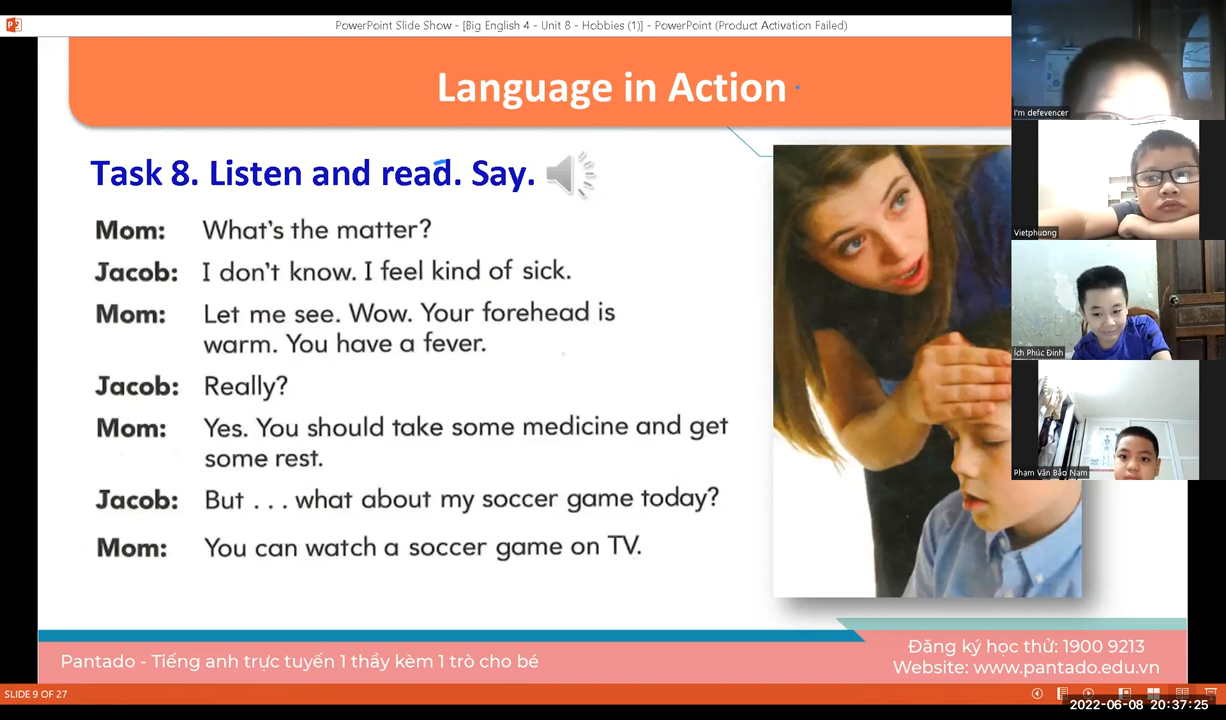 PowerPoint Slide Show - [Big English 4 - Unit 8 - Hobbies (1)] - PowerPoint (Product Activation Failed)
Language in Action
Task 8. Listen and read. Say.
Mom: What's the matter?
Jacob: I don't know. I feel kind of sick.
Mom: Let me see. Wow. Your forehead is
warm. You have a fever.
Jacob: Really?
Mom: Yes. You should take some medicine and get
some rest.
Jacob: But . . . what about my soccer game today?
Mom: You can watch a soccer game on TV.
I'm defevencer
Vietphuong
Ích Phúc Đinh
Phạm Văn Bảo Nam
Pantado - Tiếng anh trực tuyến 1 thầy kèm 1 trò cho bé
Đăng ký học thử: 1900 9213
Website: www.pantado.edu.vn
SLIDE 9 OF 27
2022-06-08 20:37:25